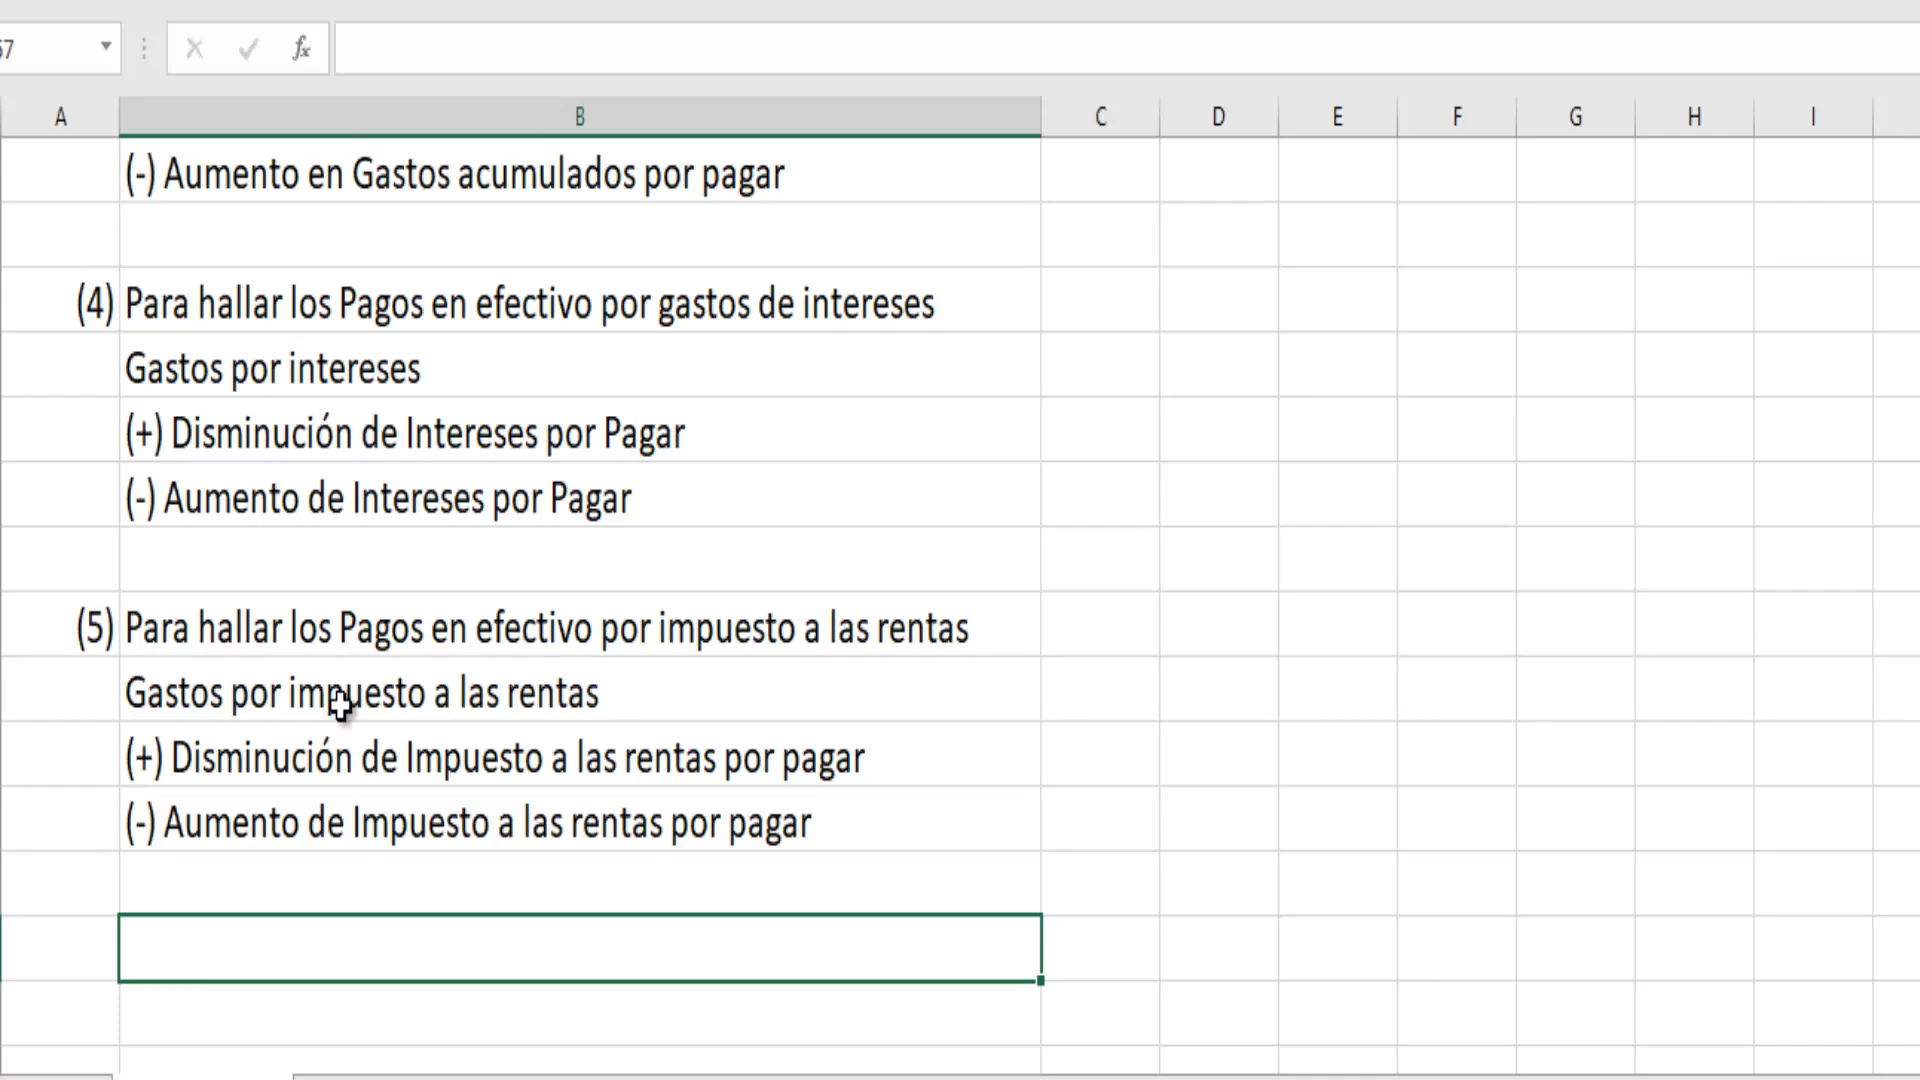 57
fx
A B C D E F G H I
(-) Aumento en Gastos acumulados por pagar
(4) Para hallar los Pagos en efectivo por gastos de intereses
Gastos por intereses
(+) Disminución de Intereses por Pagar
(-) Aumento de Intereses por Pagar
(5) Para hallar los Pagos en efectivo por impuesto a las rentas
Gastos por impuesto a las rentas
(+) Disminución de Impuesto a las rentas por pagar
(-) Aumento de Impuesto a las rentas por pagar